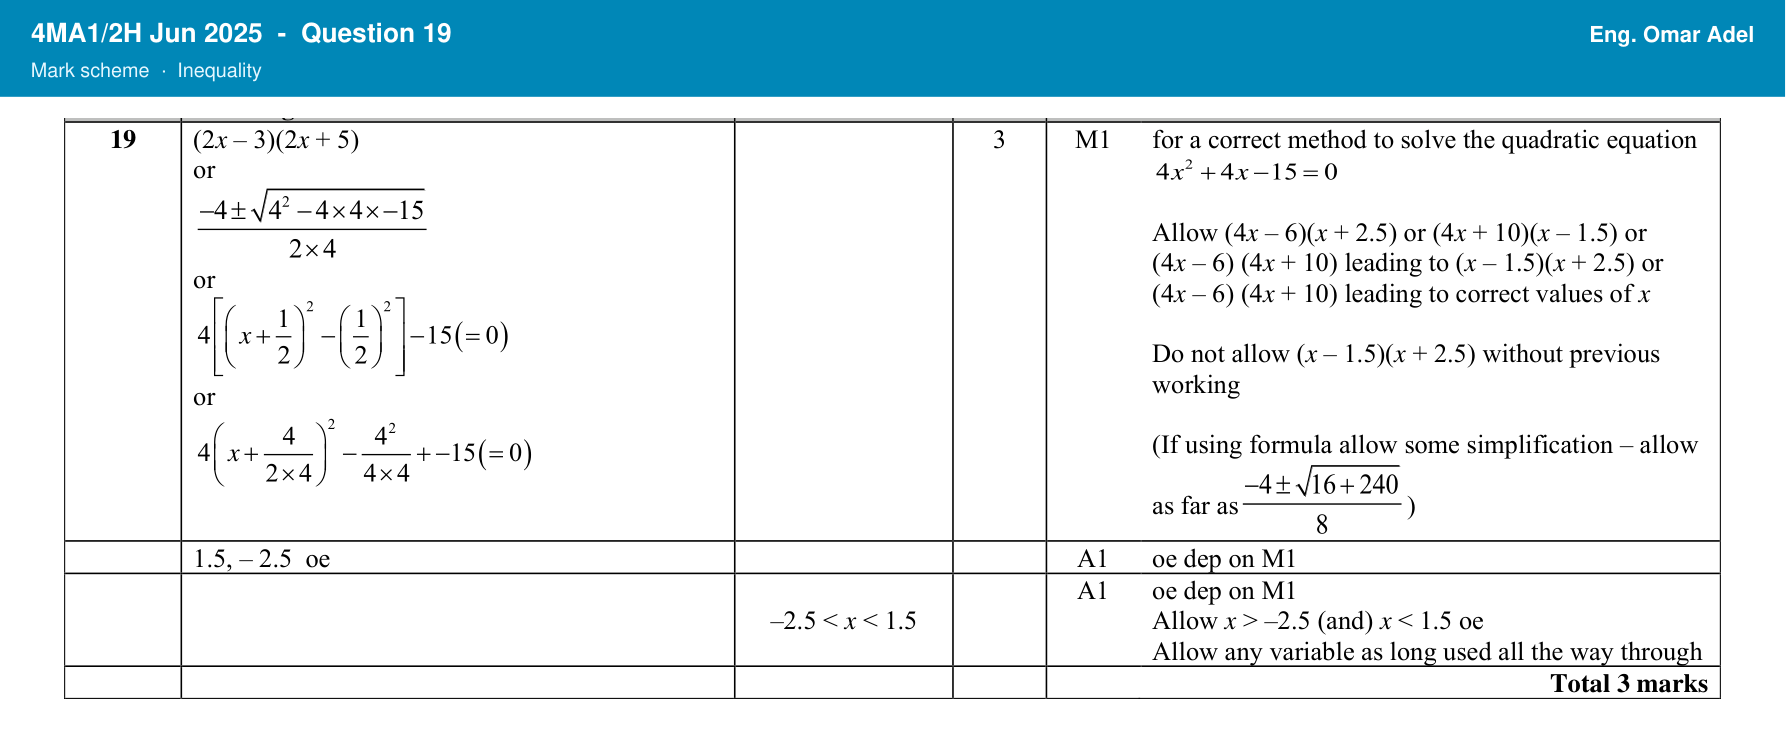 4MA1/2H Jun 2025 - Question 19
Eng. Omar Adel
Mark scheme · Inequality
19 (2x – 3)(2x + 5) 3 M1 for a correct method to solve the quadratic equation
or 4x² + 4x – 15 = 0
(–4 ± √(4² – 4 × 4 × –15)) / (2 × 4)
or
4[(x + 1/2)² – (1/2)²] – 15 (= 0)
or
4(x + 4/(2 × 4))² – 4²/(4 × 4) + –15 (= 0)
Allow (4x – 6)(x + 2.5) or (4x + 10)(x – 1.5) or
(4x – 6) (4x + 10) leading to (x – 1.5)(x + 2.5) or
(4x – 6) (4x + 10) leading to correct values of x
Do not allow (x – 1.5)(x + 2.5) without previous
working
(If using formula allow some simplification – allow
as far as (–4 ± √(16 + 240)) / 8 )
1.5, – 2.5 oe A1 oe dep on M1
A1 oe dep on M1
–2.5 < x < 1.5 Allow x > –2.5 (and) x < 1.5 oe
Allow any variable as long used all the way through
Total 3 marks